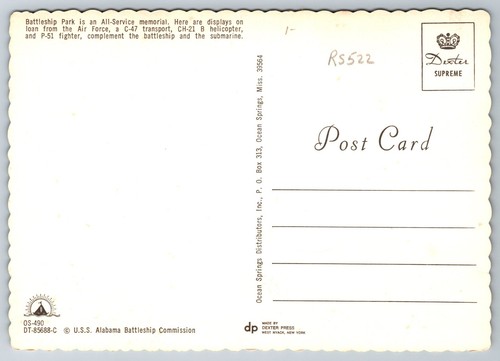 Battleship Park is an All-Service memorial. Here are displays on
loan from the Air Force, a C-47 transport, CH-21 B helicopter,
and P-51 fighter, complement the battleship and the submarine.
1-
RS522
Dexter
SUPREME
Post Card
Ocean Springs Distributors, Inc., P. O. Box 313, Ocean Springs, Miss. 39564
OS-490
DT-85688-C © U.S.S. Alabama Battleship Commission
dp
MADE BY
DEXTER PRESS
WEST NYACK, NEW YORK